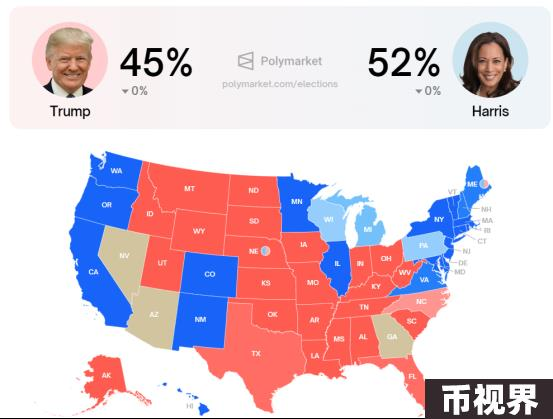 45%
Polymarket
52%
0%
polymarket.com/elections
0%
Trump
Harris
WA
OR
CA
NV
ID
MT
WY
UT
AZ
CO
NM
ND
SD
NE
KS
OK
TX
MN
IA
MO
AR
LA
WI
IL
MI
IN
OH
KY
TN
MS
AL
GA
FL
SC
NC
VA
WV
PA
NY
VT
ME
NH
MA
RI
CT
NJ
DE
MD
AK
HI
币视界